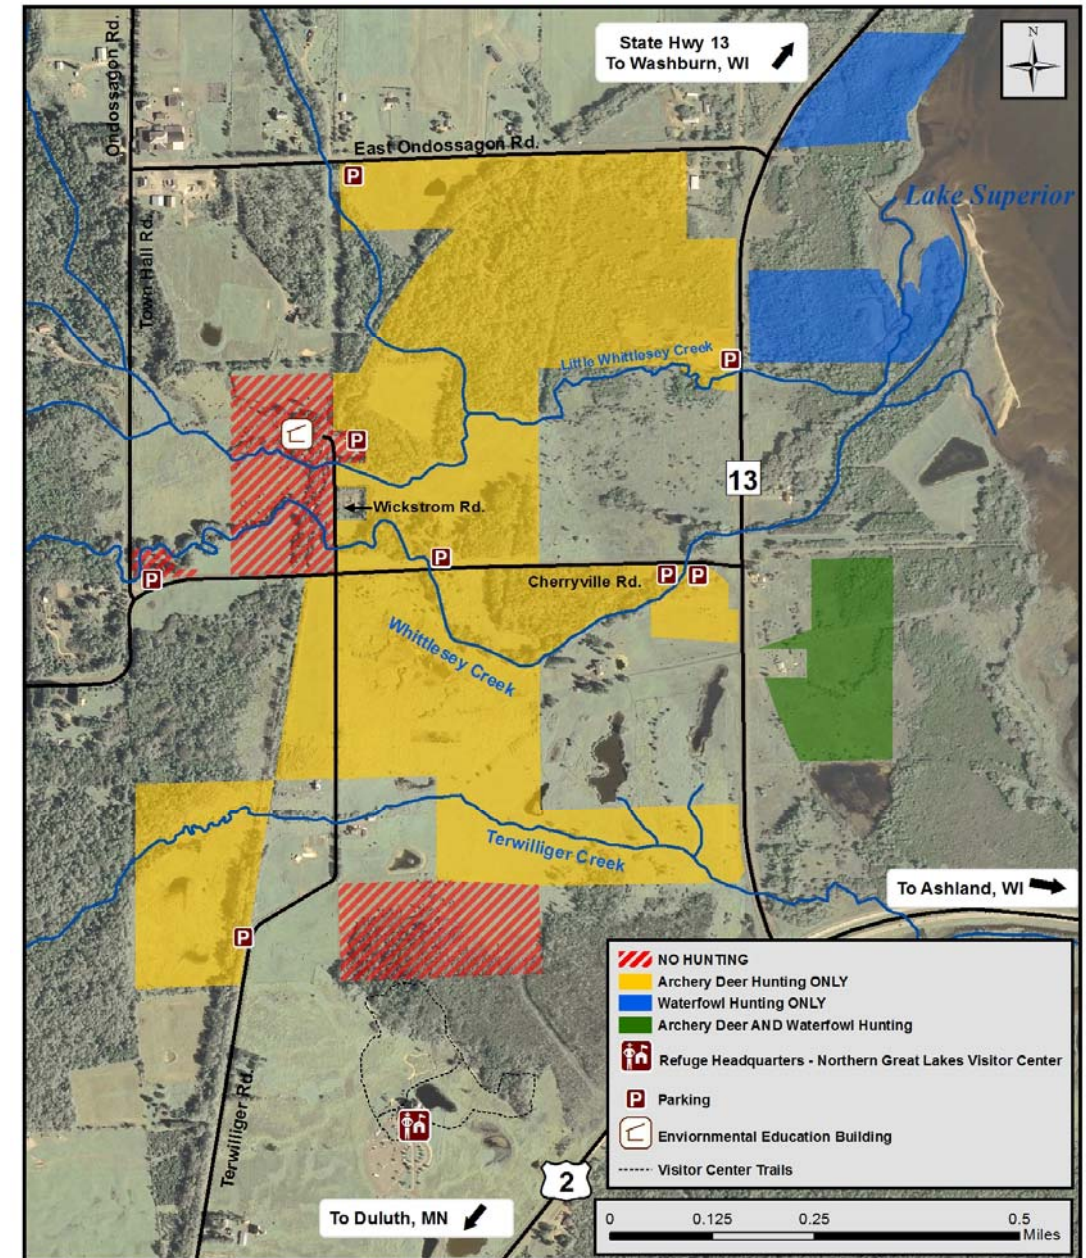 State Hwy 13
To Washburn, WI
N
Ondossagon Rd.
East Ondossagon Rd.
P
Lake Superior
Town Hall Rd.
Little Whittlesey Creek
P
P
13
Wickstrom Rd.
P
P
P
P
Cherryville Rd.
Whittlesey Creek
Terwilliger Creek
To Ashland, WI
P
NO HUNTING
Archery Deer Hunting ONLY
Waterfowl Hunting ONLY
Archery Deer AND Waterfowl Hunting
Refuge Headquarters - Northern Great Lakes Visitor Center
P Parking
Enviornmental Education Building
Visitor Center Trails
Terwilliger Rd.
2
To Duluth, MN
0 0.125 0.25 0.5
Miles